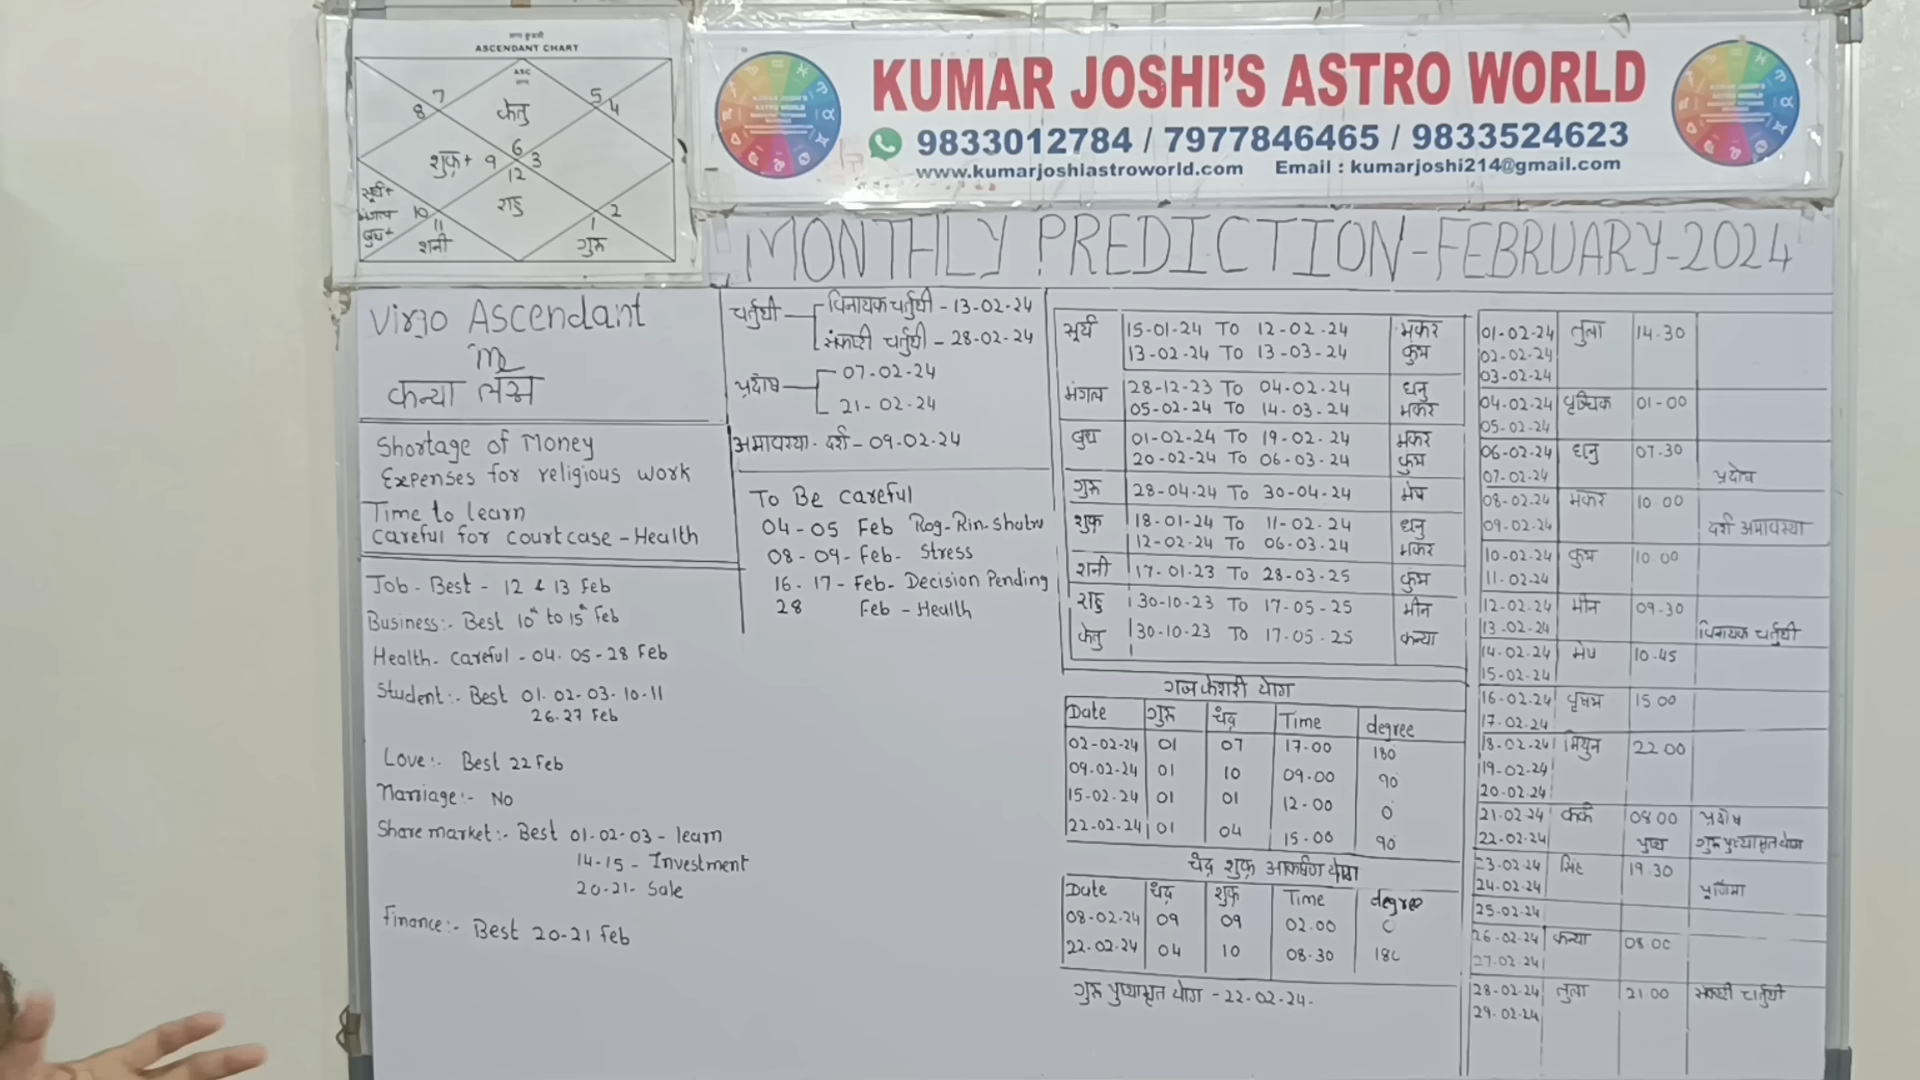 लग्न कुंडली
ASCENDANT CHART
ASC
लग्न
7
8
केतु
5
4
शुक्र+ 9
6
3
12
सूर्य+
मंगल 10
बुध+
11
शनी
राहु
2
1
गुरु
KUMAR JOSHI'S ASTRO WORLD
9833012784 / 7977846465 / 9833524623
www.kumarjoshiastroworld.com Email : kumarjoshi214@gmail.com
MONTHLY PREDICTION-FEBRUARY-2024
Virgo Ascendant
♍
कन्या लग्न
Shortage of Money
Expenses for religious work
Time to learn
Careful for court case - Health
Job - Best - 12 & 13 Feb
Business:- Best 10th to 15th Feb
Health- Careful - 04. 05 - 28 Feb
Student:- Best 01. 02- 03- 10-11
26.27 Feb
Love:- Best 22 Feb
Marriage:- No
Share market:- Best 01-02-03 - learn
14-15 - Investment
20-21- Sale
Finance:- Best 20-21 Feb
चर्तुथी
विनायक चर्तुथी - 13-02-24
संकष्टी चर्तुथी - 28-02-24
प्रदोष
07-02-24
21-02-24
अमावस्या - दर्श - 09-02-24
To Be Careful
04-05 Feb Rog-Rin-Shatru
08-09- Feb- Stress
16-17- Feb- Decision Pending
28 Feb - Health
सूर्य 15-01-24 TO 12-02-24 मकर
13-02-24 TO 13-03-24 कुंभ
मंगल 28-12-23 TO 04-02-24 धनु
05-02-24 TO 14-03-24 मकर
बुध 01-02-24 TO 19-02-24 मकर
20-02-24 TO 06-03-24 कुंभ
गुरु 28-04-24 TO 30-04-24 मेष
शुक्र 18-01-24 TO 11-02-24 धनु
12-02-24 TO 06-03-24 मकर
शनी 17-01-23 TO 28-03-25 कुंभ
राहु 30-10-23 TO 17-05-25 मीन
केतु 30-10-23 TO 17-05-25 कन्या
गजकेशरी योग
Date गुरु चंद्र Time degree
02-02-24 01 07 17.00 180
09-02-24 01 10 09.00 90
15-02-24 01 01 12-00 0
22-02-24 01 04 15.00 90
चंद्र शुक्र आकर्षण योग
Date चंद्र शुक्र Time degree
08-02-24 09 09 02.00 0
22-02-24 04 10 08.30 180
गुरु पुष्यामृत योग - 22-02-24.
01-02-24 तुला 14.30
02-02-24
03-02-24
04-02-24 वृश्चिक 01-00
05-02-24
06-02-24 धनु 07.30
07-02-24 प्रदोष
08-02-24 मकर 10.00
09-02-24 दर्श अमावस्या
10-02-24 कुंभ 10.00
11-02-24
12-02-24 मीन 09.30
13-02-24 विनायक चर्तुथी
14-02-24 मेष 10.45
15-02-24
16-02-24 वृषभ 15 00
17-02-24
18-02-24 मिथुन 22 00
19-02-24
20-02-24
21-02-24 कर्क 08 00 प्रदोष
22-02-24 पुष्य गुरुपुष्यामृत योग
23-02-24 सिंह 19.30
24-02-24 पूर्णिमा
25-02-24
26-02-24 कन्या 08 00
27-02-24
28-02-24 तुला 21 00 संकष्टी चर्तुथी
29-02-24